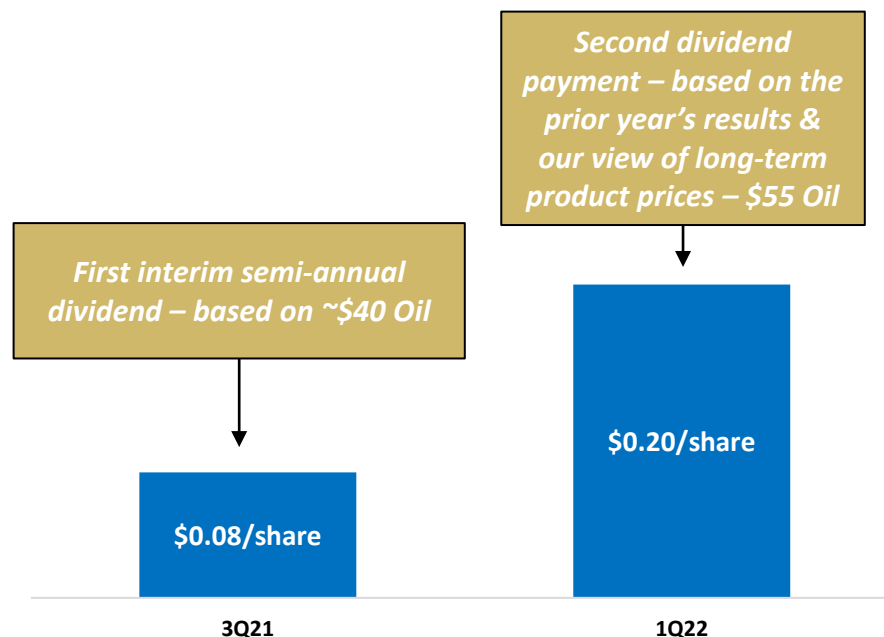 Second dividend
payment – based on the
prior year's results &
our view of long-term
product prices – $55 Oil
First interim semi-annual
dividend – based on ~$40 Oil
$0.20/share
$0.08/share
3Q21
1Q22